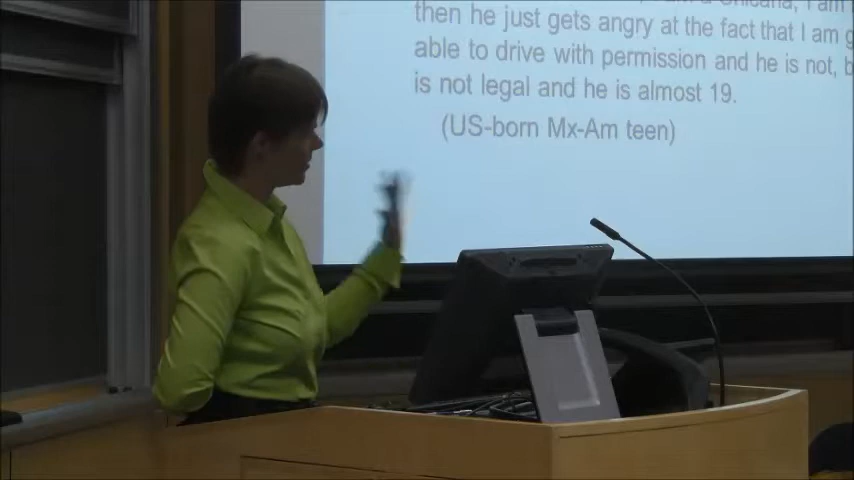 then he just gets angry at the fact that I am
able to drive with permission, and he is not,
is not legal, and he is almost 19.
(US-born Mx-Am teen)